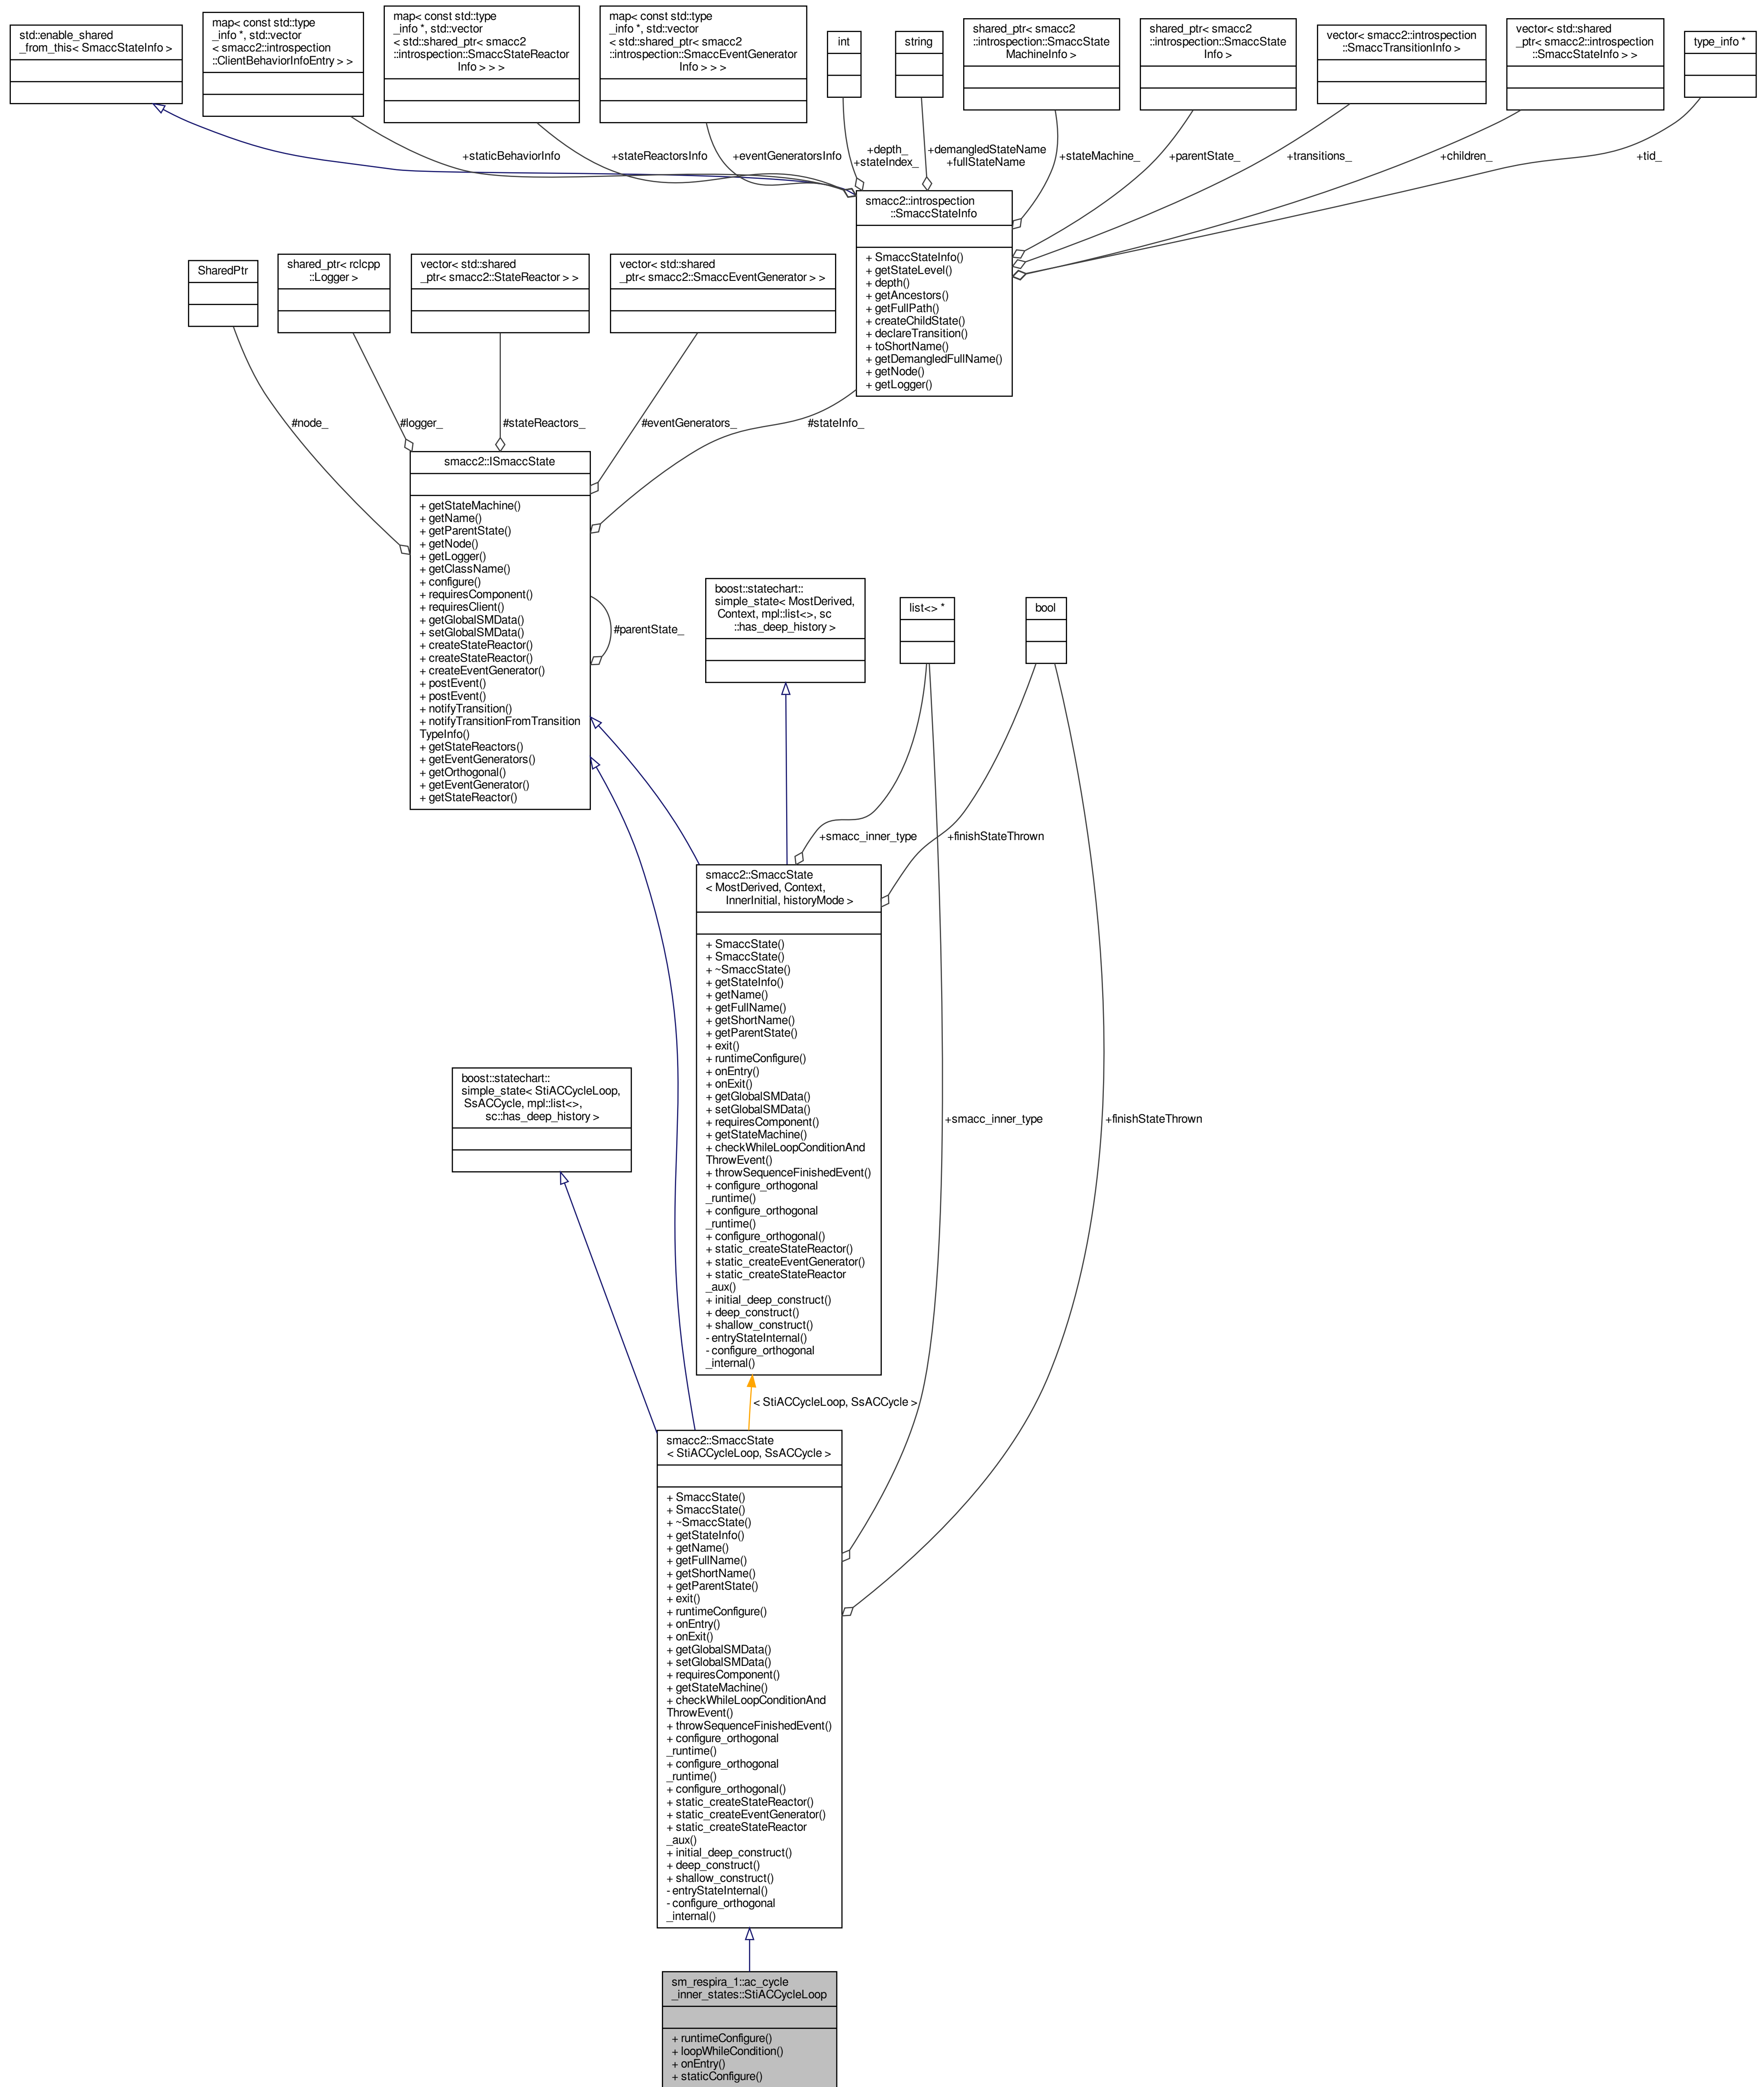 std::enable_shared
_from_this< SmaccStateInfo >
map< const std::type
_info *, std::vector
< smacc2::introspection
::ClientBehaviorInfoEntry > >
map< const std::type
_info *, std::vector
< std::shared_ptr< smacc2
::introspection::SmaccStateReactor
Info > > >
map< const std::type
_info *, std::vector
< std::shared_ptr< smacc2
::introspection::SmaccEventGenerator
Info > > >
int
string
shared_ptr< smacc2
::introspection::SmaccState
MachineInfo >
shared_ptr< smacc2
::introspection::SmaccState
Info >
vector< smacc2::introspection
::SmaccTransitionInfo >
vector< std::shared
_ptr< smacc2::introspection
::SmaccStateInfo > >
type_info *
+staticBehaviorInfo
+stateReactorsInfo
+eventGeneratorsInfo
+depth_
+stateIndex_
+demangledStateName
+fullStateName
+stateMachine_
+parentState_
+transitions_
+children_
+tid_
smacc2::introspection
::SmaccStateInfo
+ SmaccStateInfo()
+ getStateLevel()
+ depth()
+ getAncestors()
+ getFullPath()
+ createChildState()
+ declareTransition()
+ toShortName()
+ getDemangledFullName()
+ getNode()
+ getLogger()
SharedPtr
shared_ptr< rclcpp
::Logger >
vector< std::shared
_ptr< smacc2::StateReactor > >
vector< std::shared
_ptr< smacc2::SmaccEventGenerator > >
#node_
#logger_
#stateReactors_
#eventGenerators_
#stateInfo_
smacc2::ISmaccState
+ getStateMachine()
+ getName()
+ getParentState()
+ getNode()
+ getLogger()
+ getClassName()
+ configure()
+ requiresComponent()
+ requiresClient()
+ getGlobalSMData()
+ setGlobalSMData()
+ createStateReactor()
+ createStateReactor()
+ createEventGenerator()
+ postEvent()
+ postEvent()
+ notifyTransition()
+ notifyTransitionFromTransition
TypeInfo()
+ getStateReactors()
+ getEventGenerators()
+ getOrthogonal()
+ getEventGenerator()
+ getStateReactor()
#parentState_
boost::statechart::
simple_state< MostDerived,
Context, mpl::list<>, sc
::has_deep_history >
list<> *
bool
+smacc_inner_type
+finishStateThrown
smacc2::SmaccState
< MostDerived, Context,
InnerInitial, historyMode >
+ SmaccState()
+ SmaccState()
+ ~SmaccState()
+ getStateInfo()
+ getName()
+ getFullName()
+ getShortName()
+ getParentState()
+ exit()
+ runtimeConfigure()
+ onEntry()
+ onExit()
+ getGlobalSMData()
+ setGlobalSMData()
+ requiresComponent()
+ getStateMachine()
+ checkWhileLoopConditionAnd
ThrowEvent()
+ throwSequenceFinishedEvent()
+ configure_orthogonal
_runtime()
+ configure_orthogonal
_runtime()
+ configure_orthogonal()
+ static_createStateReactor()
+ static_createEventGenerator()
+ static_createStateReactor
_aux()
+ initial_deep_construct()
+ deep_construct()
+ shallow_construct()
- entryStateInternal()
- configure_orthogonal
_internal()
boost::statechart::
simple_state< StiACCycleLoop,
SsACCycle, mpl::list<>,
sc::has_deep_history >
+smacc_inner_type
+finishStateThrown
< StiACCycleLoop, SsACCycle >
smacc2::SmaccState
< StiACCycleLoop, SsACCycle >
+ SmaccState()
+ SmaccState()
+ ~SmaccState()
+ getStateInfo()
+ getName()
+ getFullName()
+ getShortName()
+ getParentState()
+ exit()
+ runtimeConfigure()
+ onEntry()
+ onExit()
+ getGlobalSMData()
+ setGlobalSMData()
+ requiresComponent()
+ getStateMachine()
+ checkWhileLoopConditionAnd
ThrowEvent()
+ throwSequenceFinishedEvent()
+ configure_orthogonal
_runtime()
+ configure_orthogonal
_runtime()
+ configure_orthogonal()
+ static_createStateReactor()
+ static_createEventGenerator()
+ static_createStateReactor
_aux()
+ initial_deep_construct()
+ deep_construct()
+ shallow_construct()
- entryStateInternal()
- configure_orthogonal
_internal()
sm_respira_1::ac_cycle
_inner_states::StiACCycleLoop
+ runtimeConfigure()
+ loopWhileCondition()
+ onEntry()
+ staticConfigure()